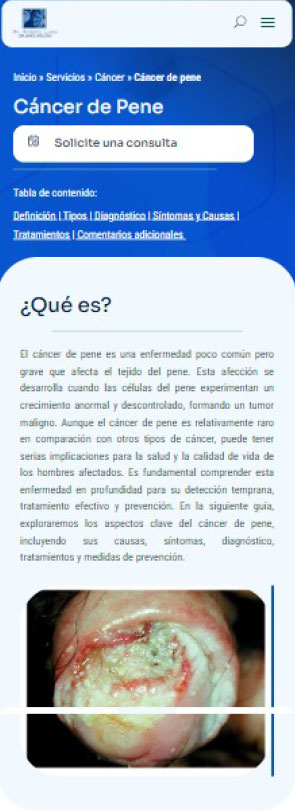 Inicio » Servicios » Cáncer » Cáncer de pene
Cáncer de Pene
Solicite una consulta
Tabla de contenido:
Definición | Tipos | Diagnóstico | Síntomas y Causas |
Tratamientos | Comentarios adicionales
¿Qué es?
El cáncer de pene es una enfermedad poco común pero
grave que afecta el tejido del pene. Esta afección se
desarrolla cuando las células del pene experimentan un
crecimiento anormal y descontrolado, formando un tumor
maligno. Aunque el cáncer de pene es relativamente raro
en comparación con otros tipos de cáncer, puede tener
serias implicaciones para la salud y la calidad de vida de
los hombres afectados. Es fundamental comprender esta
enfermedad en profundidad para su detección temprana,
tratamiento efectivo y prevención. En la siguiente guía,
exploraremos los aspectos clave del cáncer de pene,
incluyendo sus causas, síntomas, diagnóstico,
tratamientos y medidas de prevención.